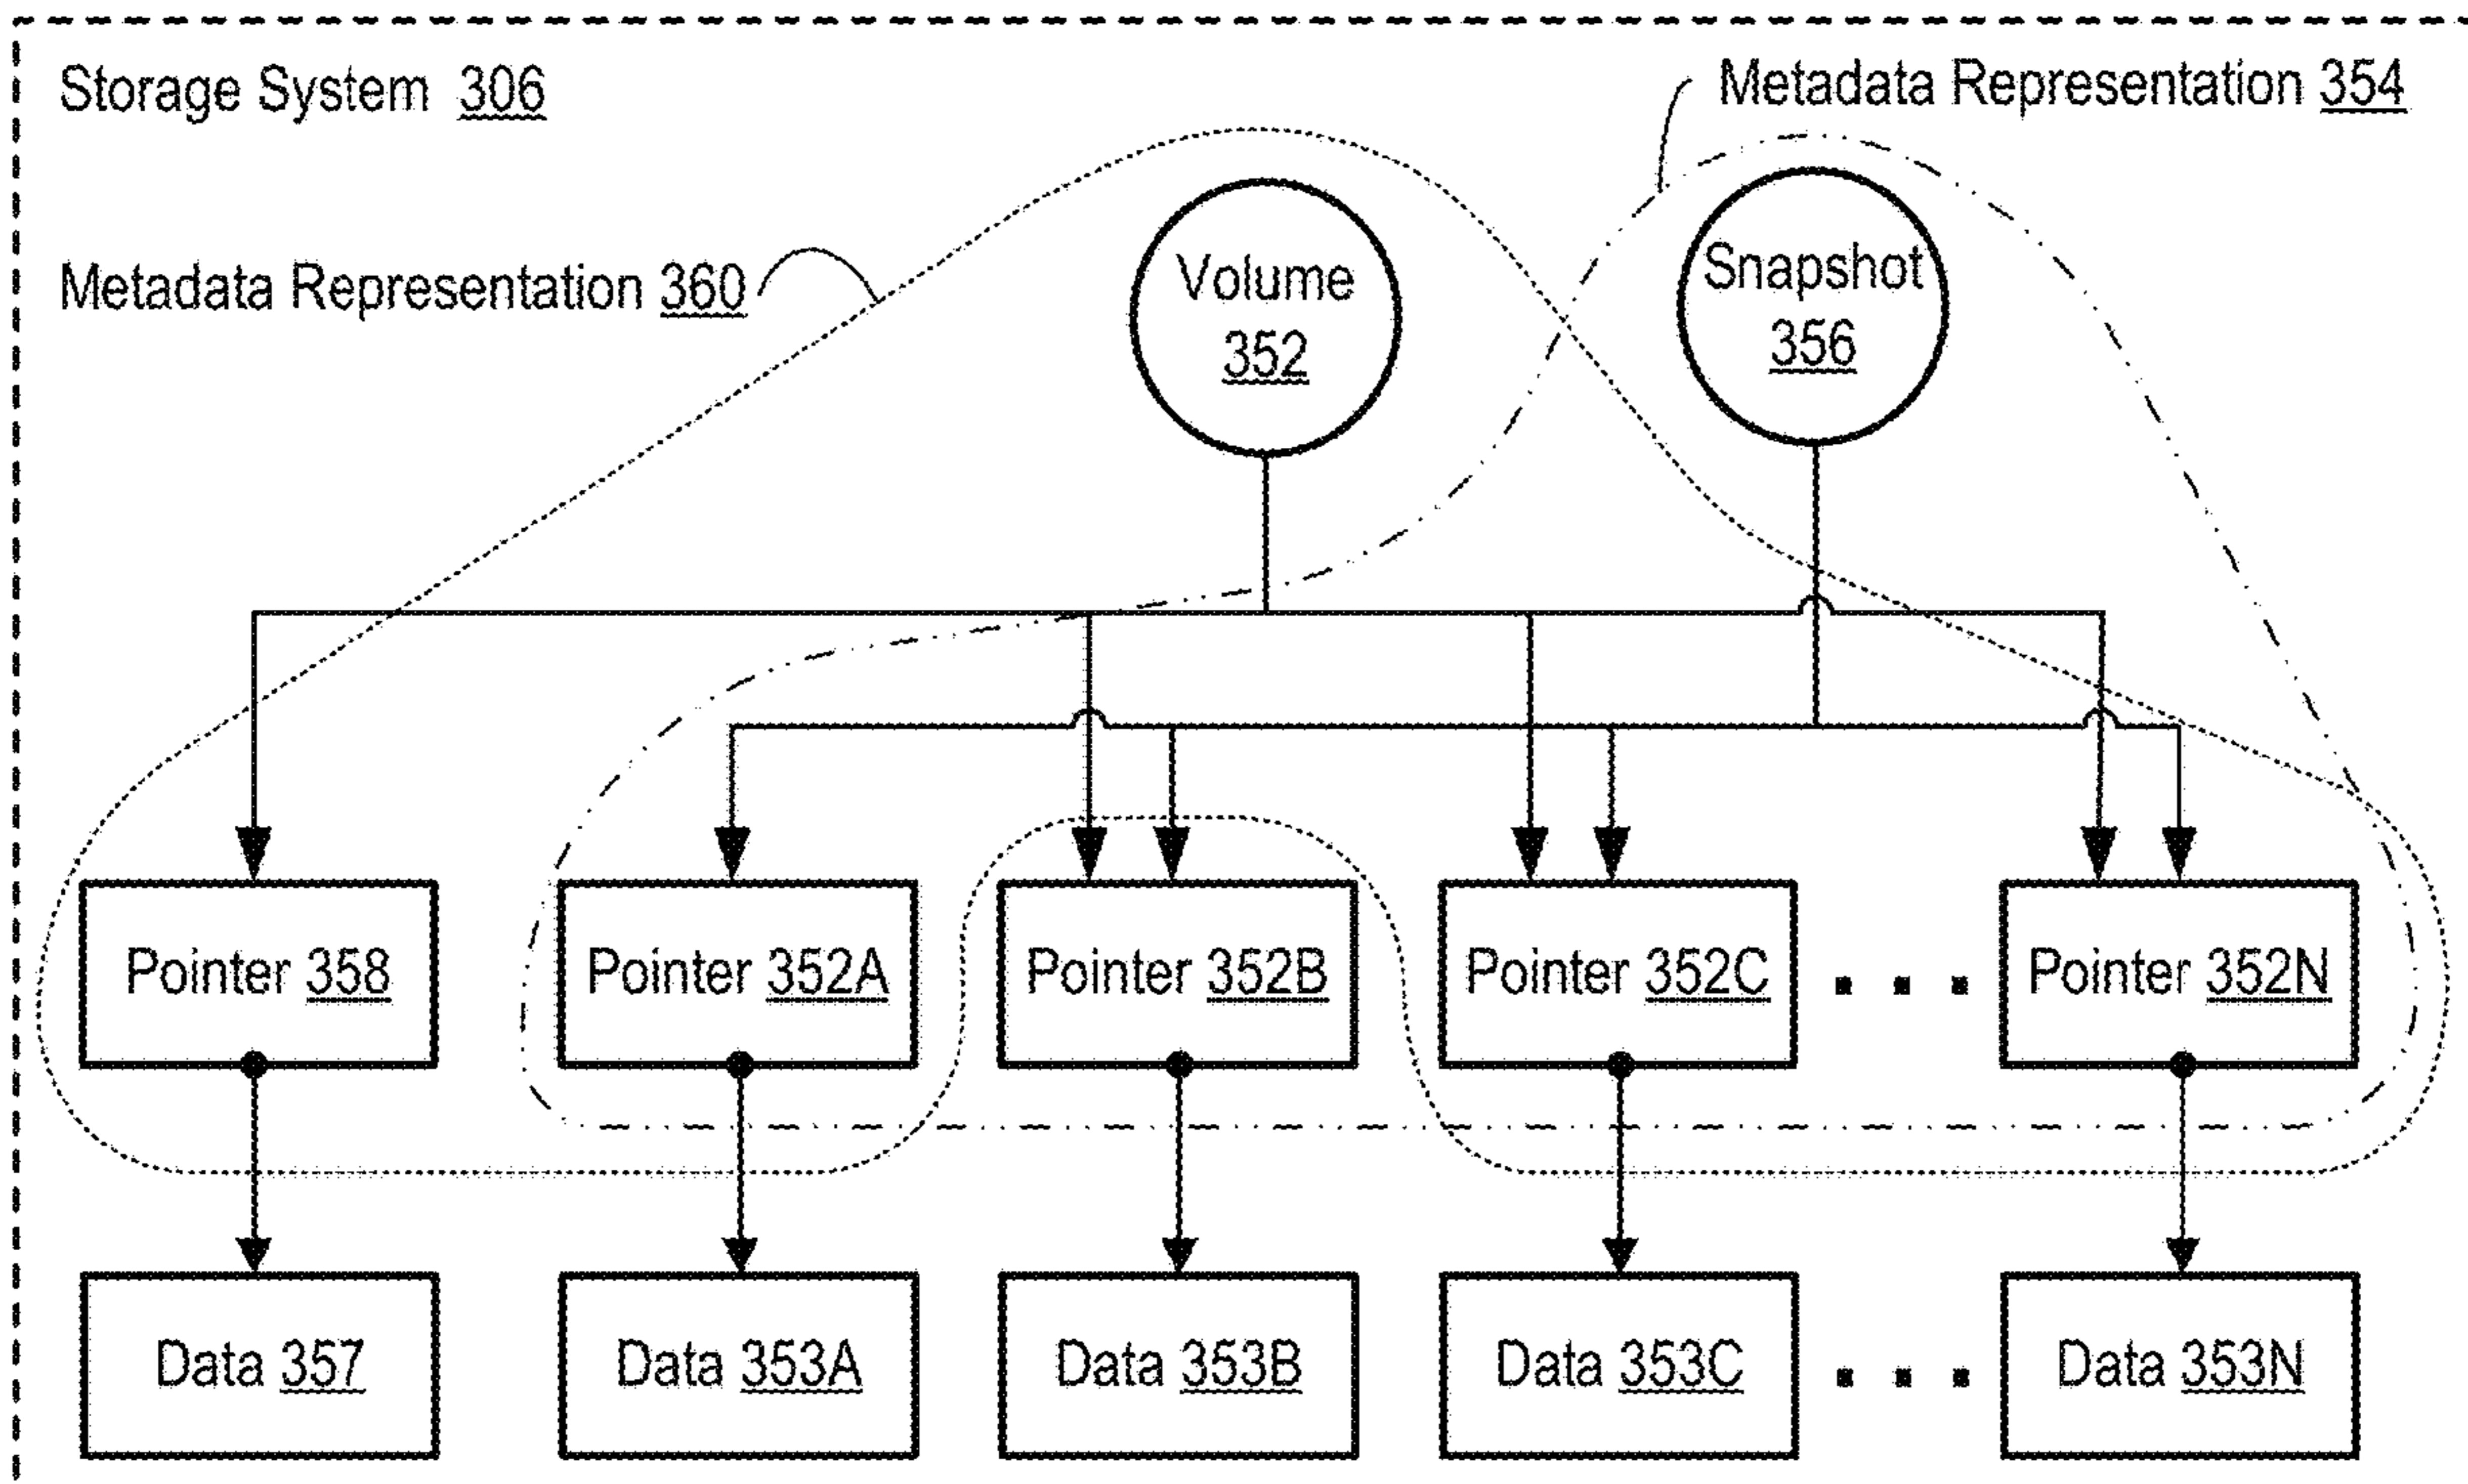 Storage System 306
Metadata Representation 354
Metadata Representation 360
Volume
352
Snapshot
356
Pointer 358
Pointer 352A
Pointer 352B
Pointer 352C
. . .
Pointer 352N
Data 357
Data 353A
Data 353B
Data 353C
. . .
Data 353N